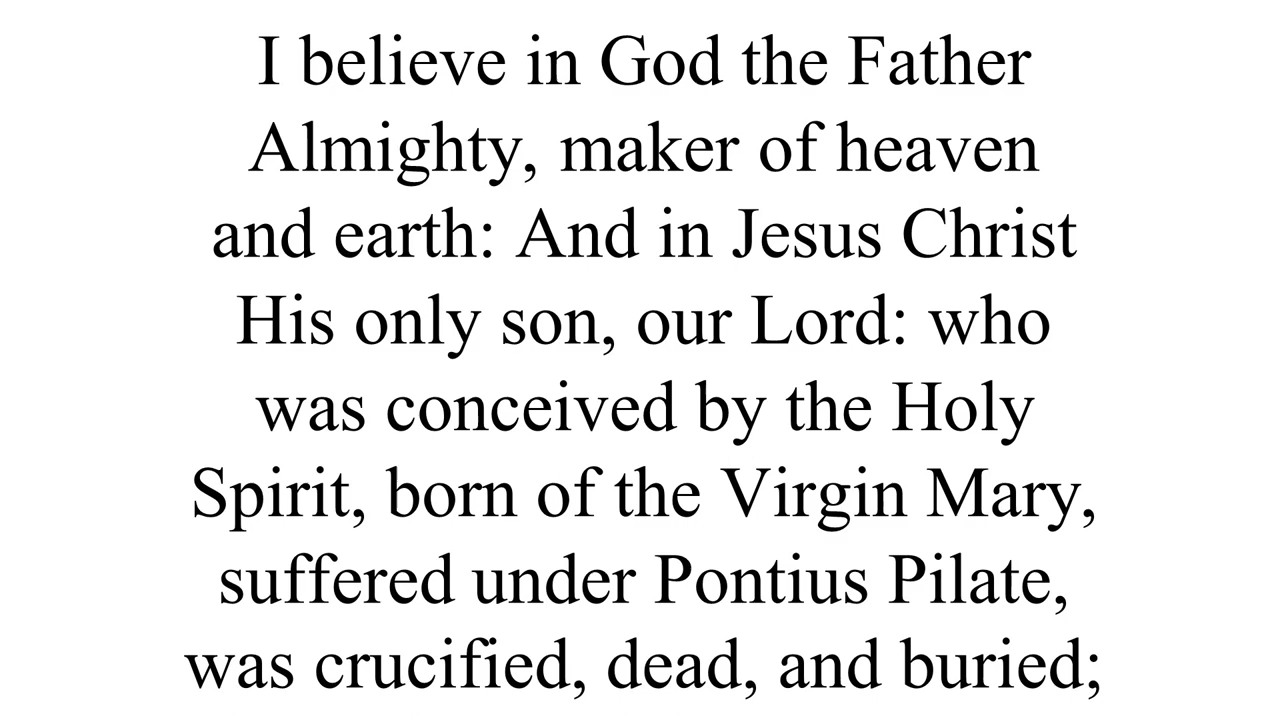 I believe in God the Father
Almighty, maker of heaven
and earth: And in Jesus Christ
His only son, our Lord: who
was conceived by the Holy
Spirit, born of the Virgin Mary,
suffered under Pontius Pilate,
was crucified, dead, and buried;